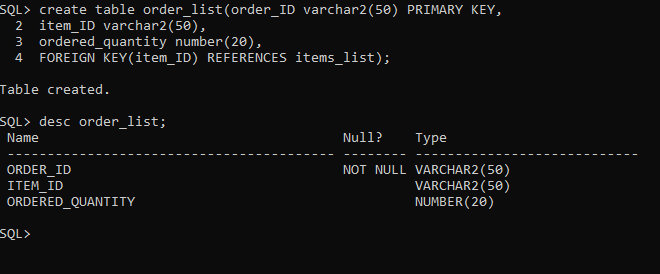 SQL> create table order_list(order_ID varchar2(50) PRIMARY KEY,
  2  item_ID varchar2(50),
  3  ordered_quantity number(20),
  4  FOREIGN KEY(item_ID) REFERENCES items_list);
Table created.
SQL> desc order_list;
 Name                                      Null?    Type
 ----------------------------------------- -------- ----------------------------
 ORDER_ID                                  NOT NULL VARCHAR2(50)
 ITEM_ID                                            VARCHAR2(50)
 ORDERED_QUANTITY                                   NUMBER(20)
SQL>